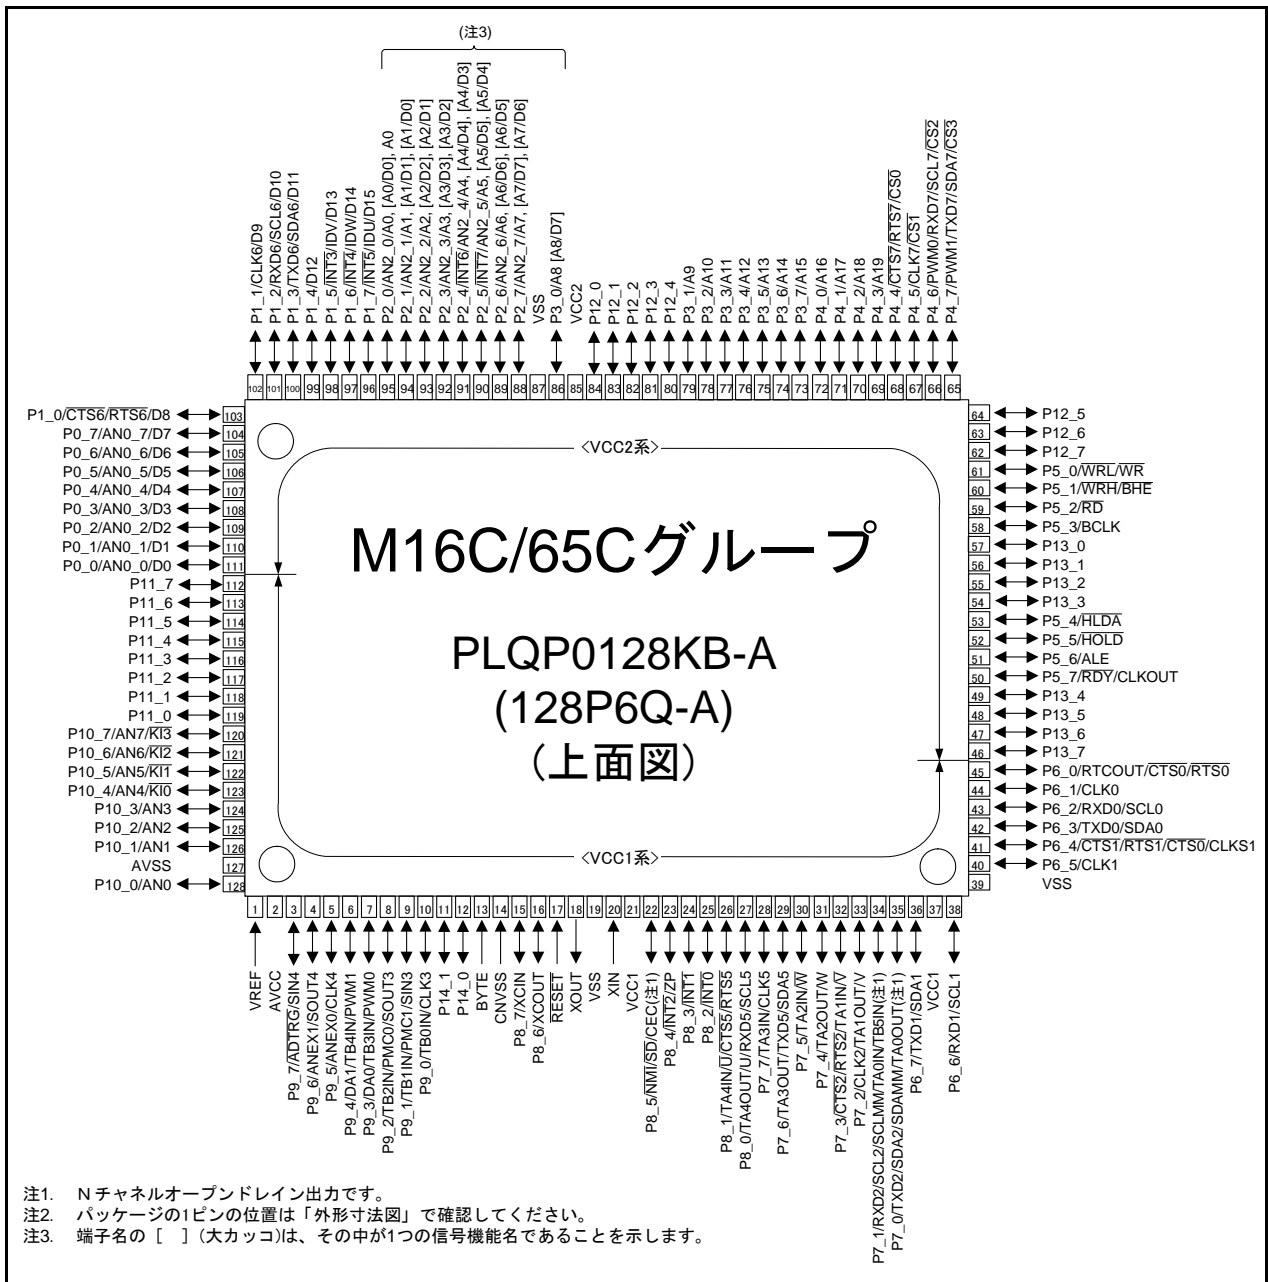 (注3)
P1_1/CLK6/D9
P1_2/RXD6/SCL6/D10
P1_3/TXD6/SDA6/D11
P1_4/D12
P1_5/INT3/IDV/D13
P1_6/INT4/IDW/D14
P1_7/INT5/IDU/D15
P2_0/AN2_0/A0, [A0/D0], A0
P2_1/AN2_1/A1, [A1/D1], [A1/D0]
P2_2/AN2_2/A2, [A2/D2], [A2/D1]
P2_3/AN2_3/A3, [A3/D3], [A3/D2]
P2_4/INT6/AN2_4/A4, [A4/D4], [A4/D3]
P2_5/INT7/AN2_5/A5, [A5/D5], [A5/D4]
P2_6/AN2_6/A6, [A6/D6], [A6/D5]
P2_7/AN2_7/A7, [A7/D7], [A7/D6]
VSS
P3_0/A8 [A8/D7]
VCC2
P12_0
P12_1
P12_2
P12_3
P12_4
P3_1/A9
P3_2/A10
P3_3/A11
P3_4/A12
P3_5/A13
P3_6/A14
P3_7/A15
P4_0/A16
P4_1/A17
P4_2/A18
P4_3/A19
P4_4/CTS7/RTS7/CS0
P4_5/CLK7/CS1
P4_6/PWM0/RXD7/SCL7/CS2
P4_7/PWM1/TXD7/SDA7/CS3
102 101 100 99 98 97 96 95 94 93 92 91 90 89 88 87 86 85 84 83 82 81 80 79 78 77 76 75 74 73 72 71 70 69 68 67 66 65
P1_0/CTS6/RTS6/D8 103
P0_7/AN0_7/D7 104
P0_6/AN0_6/D6 105
P0_5/AN0_5/D5 106
P0_4/AN0_4/D4 107
P0_3/AN0_3/D3 108
P0_2/AN0_2/D2 109
P0_1/AN0_1/D1 110
P0_0/AN0_0/D0 111
P11_7 112
P11_6 113
P11_5 114
P11_4 115
P11_3 116
P11_2 117
P11_1 118
P11_0 119
P10_7/AN7/KI3 120
P10_6/AN6/KI2 121
P10_5/AN5/KI1 122
P10_4/AN4/KI0 123
P10_3/AN3 124
P10_2/AN2 125
P10_1/AN1 126
AVSS 127
P10_0/AN0 128
<VCC2系>
M16C/65Cグループ
PLQP0128KB-A
(128P6Q-A)
(上面図)
<VCC1系>
64 P12_5
63 P12_6
62 P12_7
61 P5_0/WRL/WR
60 P5_1/WRH/BHE
59 P5_2/RD
58 P5_3/BCLK
57 P13_0
56 P13_1
55 P13_2
54 P13_3
53 P5_4/HLDA
52 P5_5/HOLD
51 P5_6/ALE
50 P5_7/RDY/CLKOUT
49 P13_4
48 P13_5
47 P13_6
46 P13_7
45 P6_0/RTCOUT/CTS0/RTS0
44 P6_1/CLK0
43 P6_2/RXD0/SCL0
42 P6_3/TXD0/SDA0
41 P6_4/CTS1/RTS1/CTS0/CLKS1
40 P6_5/CLK1
39 VSS
1 2 3 4 5 6 7 8 9 10 11 12 13 14 15 16 17 18 19 20 21 22 23 24 25 26 27 28 29 30 31 32 33 34 35 36 37 38
VREF
AVCC
P9_7/ADTRG/SIN4
P9_6/ANEX1/SOUT4
P9_5/ANEX0/CLK4
P9_4/DA1/TB4IN/PWM1
P9_3/DA0/TB3IN/PWM0
P9_2/TB2IN/PMC0/SOUT3
P9_1/TB1IN/PMC1/SIN3
P9_0/TB0IN/CLK3
P14_1
P14_0
BYTE
CNVSS
P8_7/XCIN
P8_6/XCOUT
RESET
XOUT
VSS
XIN
VCC1
P8_5/NMI/SD/CEC(注1)
P8_4/INT2/ZP
P8_3/INT1
P8_2/INT0
P8_1/TA4IN/U/CTS5/RTS5
P8_0/TA4OUT/U/RXD5/SCL5
P7_7/TA3IN/CLK5
P7_6/TA3OUT/TXD5/SDA5
P7_5/TA2IN/W
P7_4/TA2OUT/W
P7_3/CTS2/RTS2/TA1IN/V
P7_2/CLK2/TA1OUT/V
P7_1/RXD2/SCL2/SCLMM/TA0IN/TB5IN(注1)
P7_0/TXD2/SDA2/SDAMM/TA0OUT(注1)
P6_7/TXD1/SDA1
VCC1
P6_6/RXD1/SCL1
注1. Nチャネルオープンドレイン出力です。
注2. パッケージの1ピンの位置は「外形寸法図」で確認してください。
注3. 端子名の［ ］(大カッコ)は、その中が1つの信号機能名であることを示します。